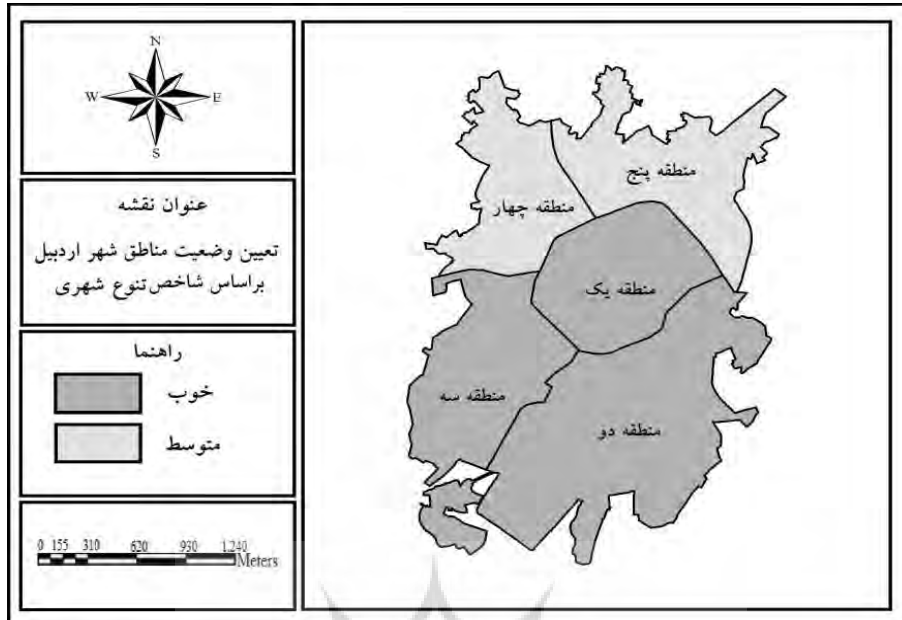 N
W E
S
عنوان نقشه
تعیین وضعیت مناطق شهر اردبیل
براساس شاخص تنوع شهری
راهنما
خوب
متوسط
0 155 310 620 930 1.240
Meters
منطقه پنج
منطقه چهار
منطقه یک
منطقه سه
منطقه دو